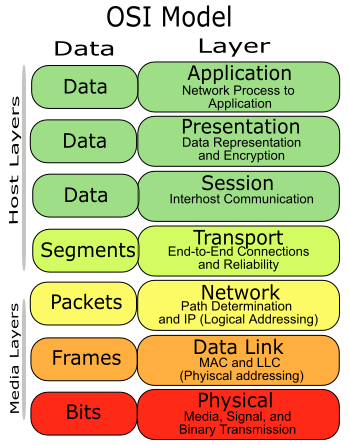 OSI Model
Data Layer
Host Layers
Data
Application
Network Process to
Application
Data
Presentation
Data Representation
and Encryption
Data
Session
Interhost Communication
Segments
Transport
End-to-End Connections
and Reliability
Media Layers
Packets
Network
Path Determination
and IP (Logical Addressing)
Frames
Data Link
MAC and LLC
(Phyiscal addressing)
Bits
Physical
Media, Signal, and
Binary Transmission